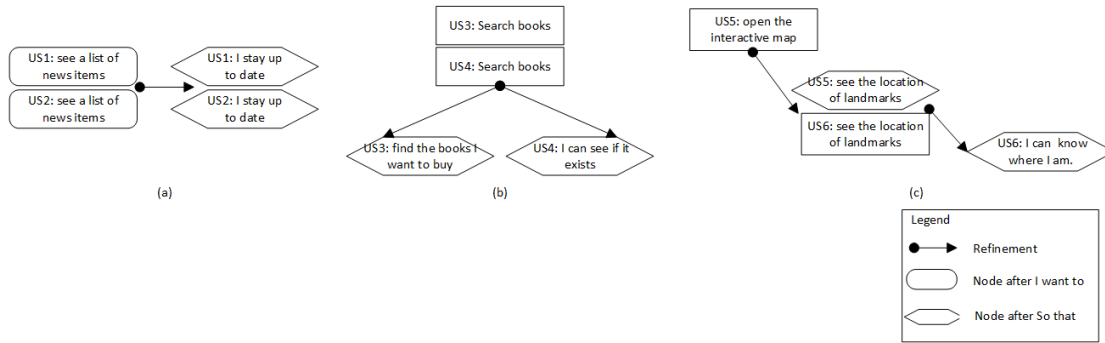 US1: see a list of
news items
US2: see a list of
news items
US1: I stay up
to date
US2: I stay up
to date
(a)
US3: Search books
US4: Search books
US3: find the books I
want to buy
US4: I can see if it
exists
(b)
US5: open the
interactive map
US5: see the location
of landmarks
US6: see the location
of landmarks
US6: I can know
where I am.
(c)
Legend
Refinement
Node after I want to
Node after So that